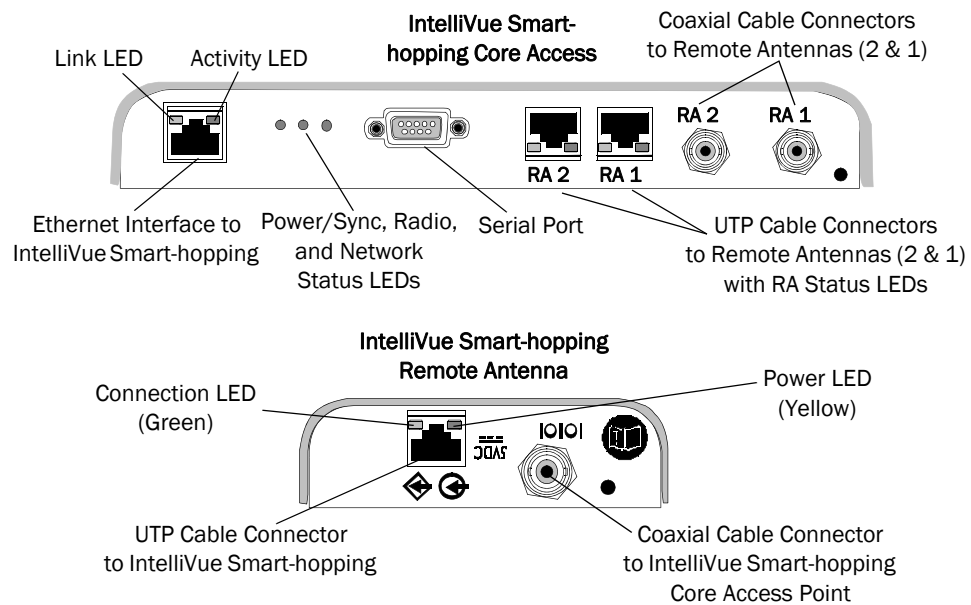 IntelliVue Smart-
hopping Core Access
Coaxial Cable Connectors
to Remote Antennas (2 & 1)
Link LED
Activity LED
RA 2
RA 1
RA 2
RA 1
Ethernet Interface to
IntelliVue Smart-hopping
Power/Sync, Radio,
and Network
Status LEDs
Serial Port
UTP Cable Connectors
to Remote Antennas (2 & 1)
with RA Status LEDs
IntelliVue Smart-hopping
Remote Antenna
Connection LED
(Green)
Power LED
(Yellow)
5VDC
UTP Cable Connector
to IntelliVue Smart-hopping
Coaxial Cable Connector
to IntelliVue Smart-hopping
Core Access Point